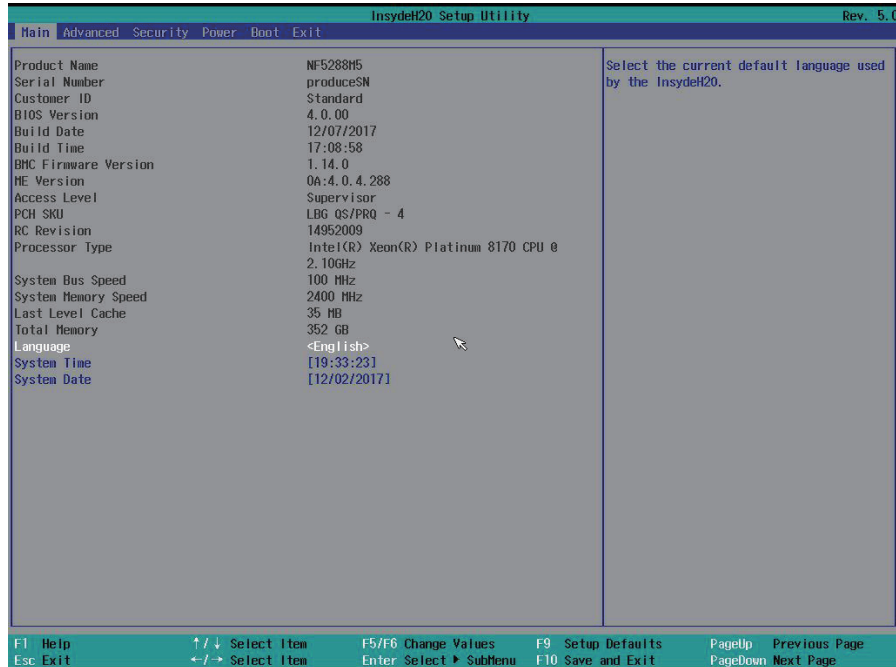 InsydeH2O Setup Utility Rev. 5.0
Main Advanced Security Power Boot Exit
Product Name NF5288M5
Serial Number produceSN
Customer ID Standard
BIOS Version 4.0.00
Build Date 12/07/2017
Build Time 17:08:58
BMC Firmware Version 1.14.0
ME Version 0A:4.0.4.288
Access Level Supervisor
PCH SKU LBG QS/PRQ - 4
RC Revision 14952009
Processor Type Intel(R) Xeon(R) Platinum 8170 CPU @
2.10GHz
System Bus Speed 100 MHz
System Memory Speed 2400 MHz
Last Level Cache 35 MB
Total Memory 352 GB
Language <English>
System Time [19:33:23]
System Date [12/02/2017]
Select the current default language used
by the InsydeH2O.
F1 Help ↑/↓ Select Item F5/F6 Change Values F9 Setup Defaults PageUp Previous Page
Esc Exit ←/→ Select Item Enter Select ▶ SubMenu F10 Save and Exit PageDown Next Page